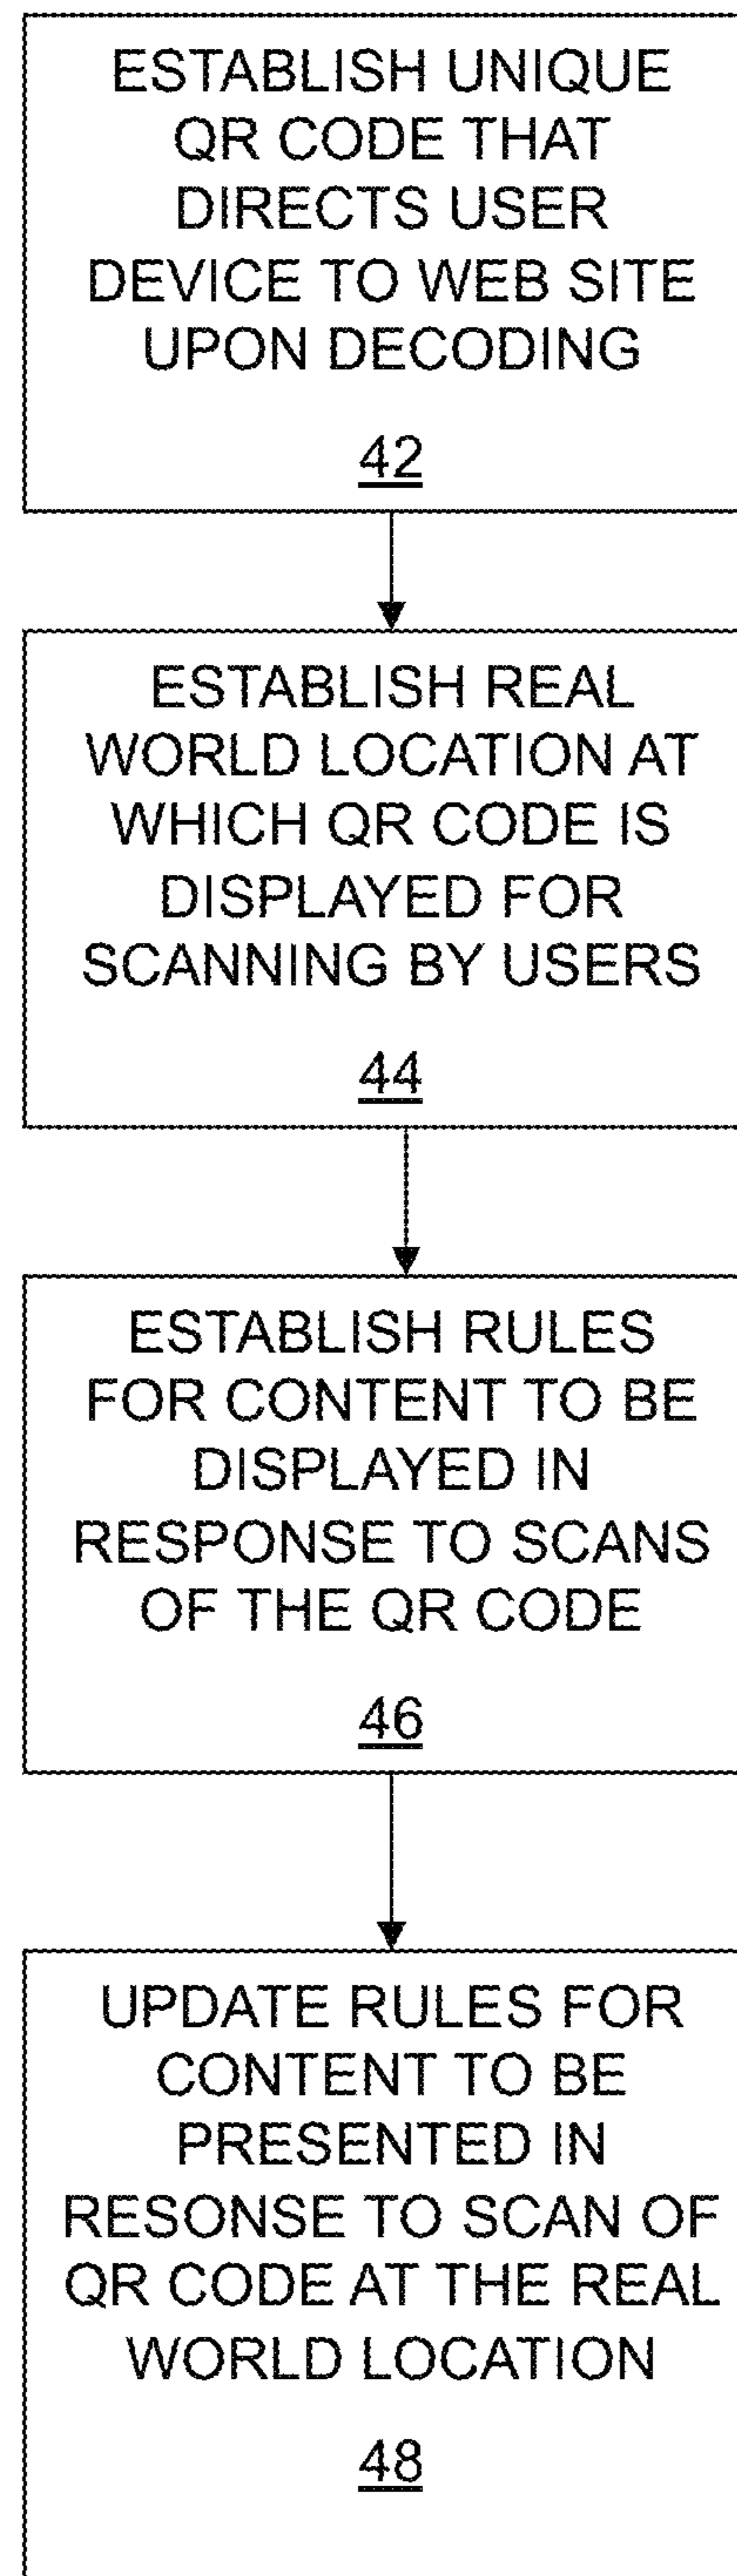 ESTABLISH UNIQUE
QR CODE THAT
DIRECTS USER
DEVICE TO WEB SITE
UPON DECODING
42
ESTABLISH REAL
WORLD LOCATION AT
WHICH QR CODE IS
DISPLAYED FOR
SCANNING BY USERS
44
ESTABLISH RULES
FOR CONTENT TO BE
DISPLAYED IN
RESPONSE TO SCANS
OF THE QR CODE
46
UPDATE RULES FOR
CONTENT TO BE
PRESENTED IN
RESONSE TO SCAN OF
QR CODE AT THE REAL
WORLD LOCATION
48